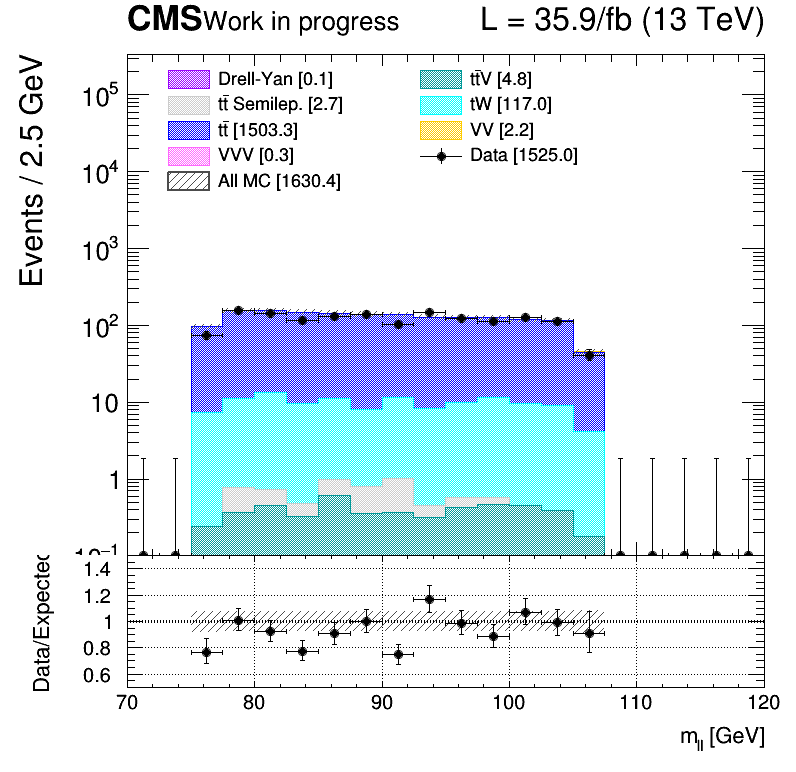 CMS Work in progress L = 35.9/fb (13 TeV)
Events / 2.5 GeV
Drell-Yan [0.1]
tt̄ Semilep. [2.7]
tt̄ [1503.3]
VVV [0.3]
All MC [1630.4]
tt̄V [4.8]
tW [117.0]
VV [2.2]
Data [1525.0]
10⁵
10⁴
10³
10²
10
1
10⁻¹
Data/Expected
1.4
1.2
1
0.8
0.6
70 80 90 100 110 120
m_ll [GeV]